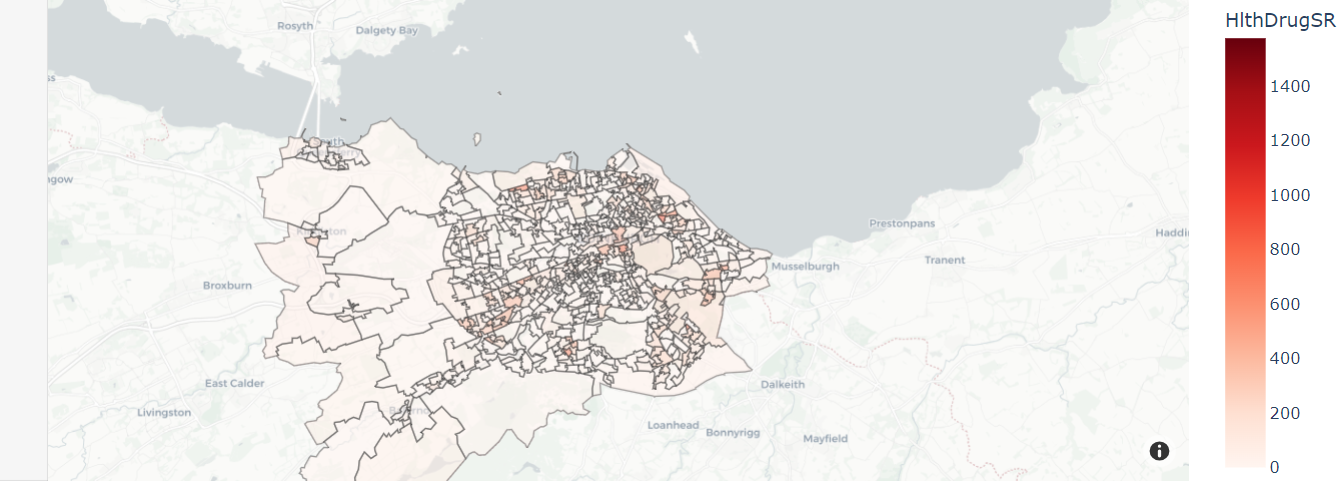 HlthDrugSR
Rosyth
Dalgety Bay
ss
1400
1200
ngow
1000
Prestonpans
Haddi
Tranent
Musselburgh
800
Broxburn
600
400
East Calder
Dalkeith
Livingston
200
Loanhead
Bonnyrigg
Mayfield
0